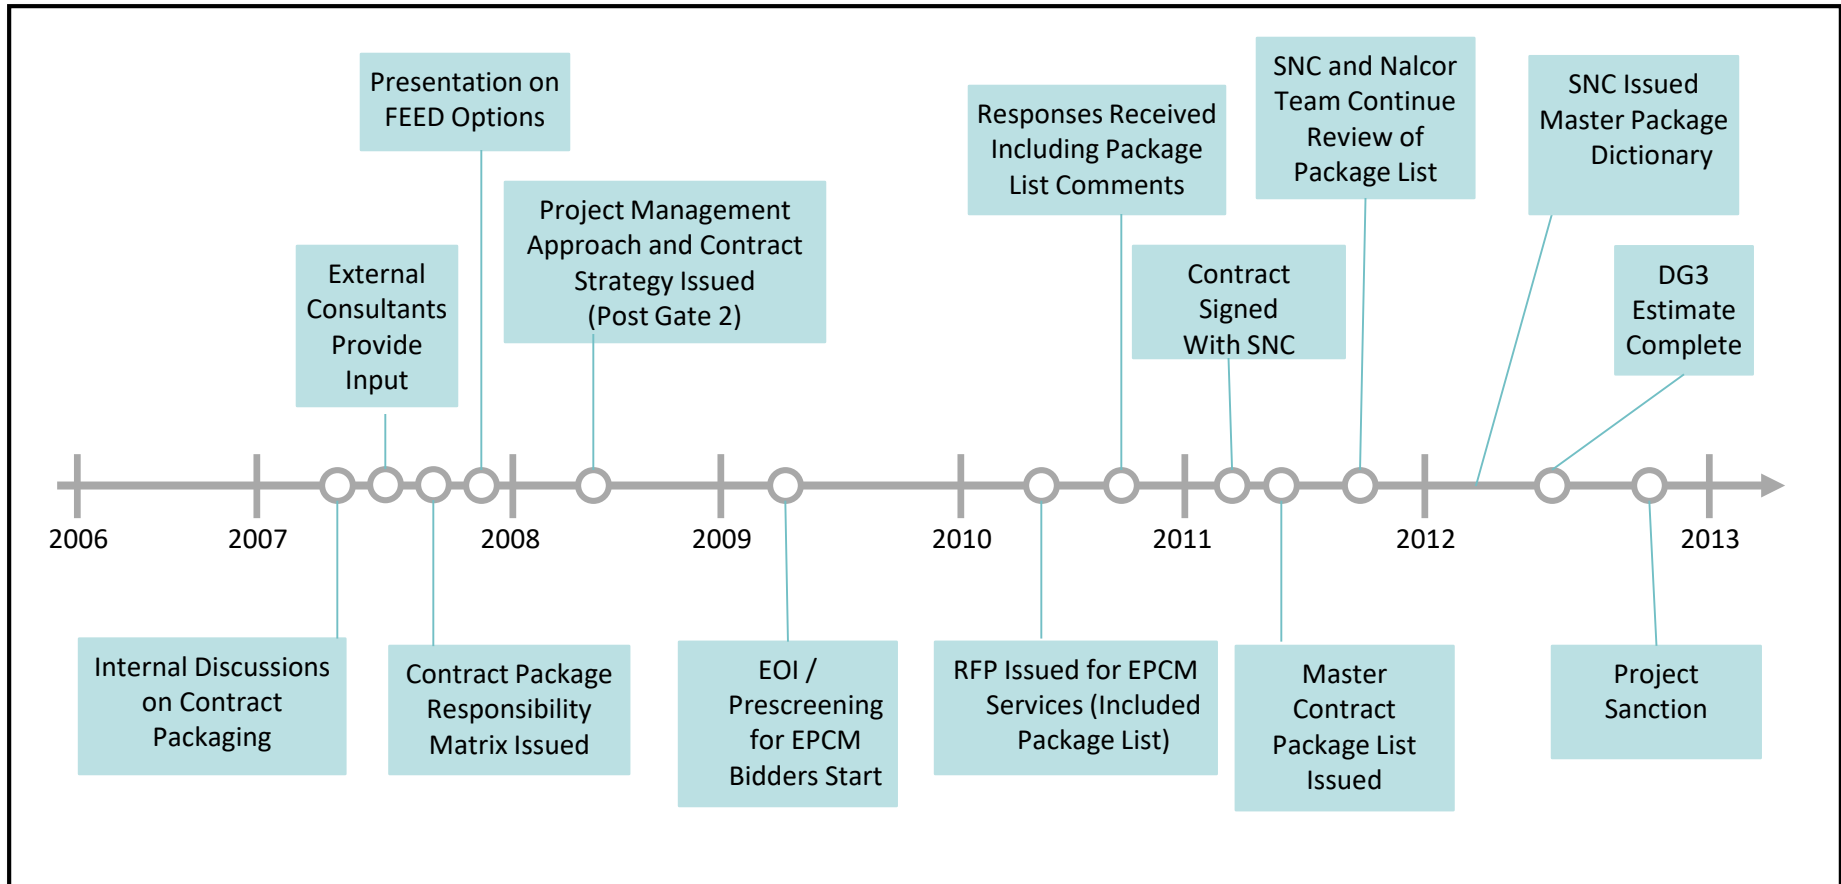 Presentation on
FEED Options
External
Consultants
Provide
Input
Project Management
Approach and Contract
Strategy Issued
(Post Gate 2)
Responses Received
Including Package
List Comments
Contract
Signed
With SNC
SNC and Nalcor
Team Continue
Review of
Package List
SNC Issued
Master Package
Dictionary
DG3
Estimate
Complete
2006
2007
2008
2009
2010
2011
2012
2013
Internal Discussions
on Contract
Packaging
Contract Package
Responsibility
Matrix Issued
EOI /
Prescreening
for EPCM
Bidders Start
RFP Issued for EPCM
Services (Included
Package List)
Master
Contract
Package List
Issued
Project
Sanction